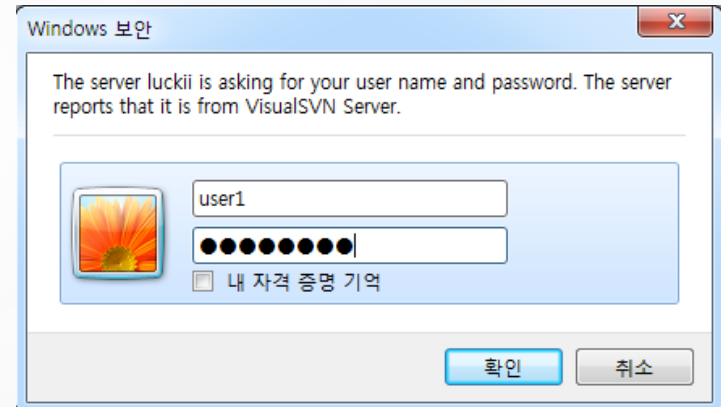 Windows 보안
The server luckii is asking for your user name and password. The server
reports that it is from VisualSVN Server.
user1
●●●●●●●●
내 자격 증명 기억
확인
취소